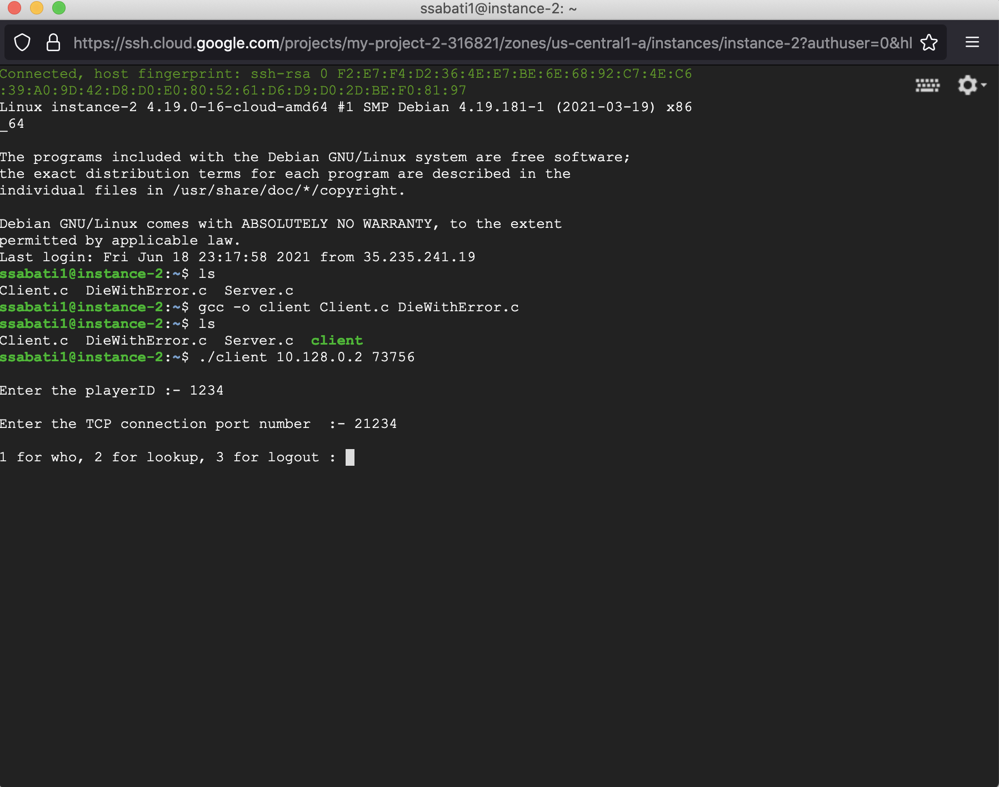 ssabati1@instance-2: ~
https://ssh.cloud.google.com/projects/my-project-2-316821/zones/us-central1-a/instances/instance-2?authuser=0&hl
Connected, host fingerprint: ssh-rsa 0 F2:E7:F4:D2:36:4E:E7:BE:6E:68:92:C7:4E:C6
:39:A0:9D:42:D8:D0:E0:80:52:61:D6:D9:D0:2D:BE:F0:81:97
Linux instance-2 4.19.0-16-cloud-amd64 #1 SMP Debian 4.19.181-1 (2021-03-19) x86
_64
The programs included with the Debian GNU/Linux system are free software;
the exact distribution terms for each program are described in the
individual files in /usr/share/doc/*/copyright.
Debian GNU/Linux comes with ABSOLUTELY NO WARRANTY, to the extent
permitted by applicable law.
Last login: Fri Jun 18 23:17:58 2021 from 35.235.241.19
ssabati1@instance-2:~$ ls
Client.c  DieWithError.c  Server.c
ssabati1@instance-2:~$ gcc -o client Client.c DieWithError.c
ssabati1@instance-2:~$ ls
Client.c  DieWithError.c  Server.c  client
ssabati1@instance-2:~$ ./client 10.128.0.2 73756
Enter the playerID :- 1234
Enter the TCP connection port number  :- 21234
1 for who, 2 for lookup, 3 for logout :